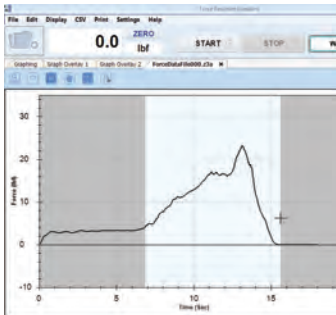 File Edit Display CSV Print Settings Help
0.0 ZERO lbf START STOP
Graphing Graph Overlay 1 Graph Overlay 2 ForceDataFile000.z3a ×
30
20
10
0
-10
Force (lbf)
0 5 10 15
Time (Sec)